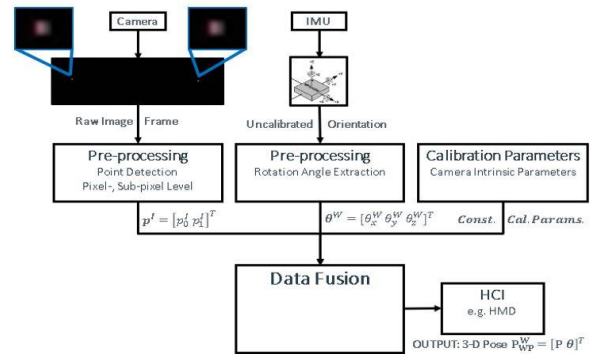 Camera
IMU
Raw Image Frame
Uncalibrated Orientation
Pre-processing
Point Detection
Pixel-, Sub-pixel Level
Pre-processing
Rotation Angle Extraction
Calibration Parameters
Camera Intrinsic Parameters
p^I = [p_0^I p_1^I]^T
θ^W = [θ_x^W θ_y^W θ_z^W]^T
Const. Cal.Params.
Data Fusion
HCI
e.g. HMD
OUTPUT: 3-D Pose P_WP^W = [P θ]^T